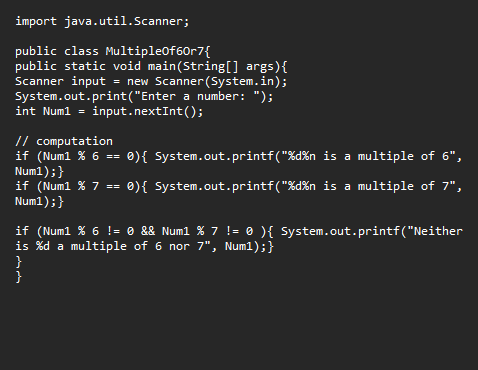 import java.util.Scanner;
public class MultipleOf6Or7{
public static void main(String[] args){
Scanner input = new Scanner(System.in);
System.out.print("Enter a number: ");
int Num1 = input.nextInt();
// computation
if (Num1 % 6 == 0){ System.out.printf("%d%n is a multiple of 6",
Num1);}
if (Num1 % 7 == 0){ System.out.printf("%d%n is a multiple of 7",
Num1);}
if (Num1 % 6 != 0 && Num1 % 7 != 0 ){ System.out.printf("Neither
is %d a multiple of 6 nor 7", Num1);}
}
}